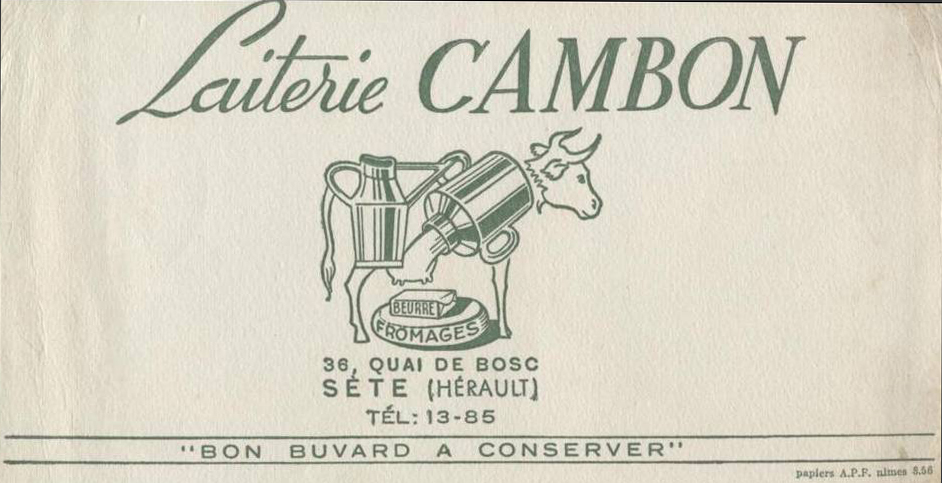 Laiterie CAMBON
BEURRE
FROMAGES
36, QUAI DE BOSC
SÈTE (HÉRAULT)
TÉL: 13-85
"BON BUVARD A CONSERVER"
papiers A.P.F. nîmes 8.56